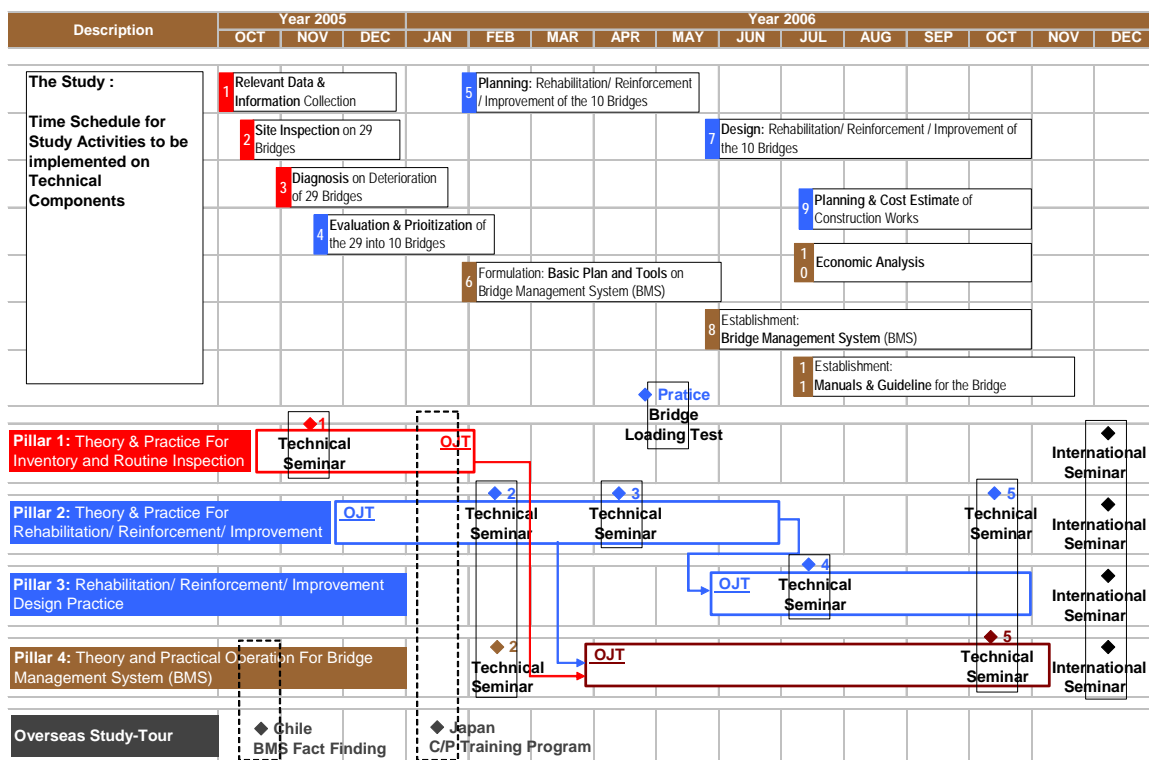 Description
Year 2005
Year 2006
OCT NOV DEC JAN FEB MAR APR MAY JUN JUL AUG SEP OCT NOV DEC
The Study :
Time Schedule for
Study Activities to be
implemented on
Technical
Components
1
Relevant Data &
Information Collection
2
Site Inspection on 29
Bridges
3
Diagnosis on Deterioration
of 29 Bridges
4
Evaluation & Prioitization of
the 29 into 10 Bridges
5
Planning: Rehabilitation/ Reinforcement
/ Improvement of the 10 Bridges
6
Formulation: Basic Plan and Tools on
Bridge Management System (BMS)
7
Design: Rehabilitation/ Reinforcement / Improvement of
the 10 Bridges
8
Establishment:
Bridge Management System (BMS)
9
Planning & Cost Estimate of
Construction Works
1
0
Economic Analysis
1
1
Establishment:
Manuals & Guideline for the Bridge
Pratice
Bridge
Loading Test
Pillar 1: Theory & Practice For
Inventory and Routine Inspection
1
Technical
Seminar
OJT
International
Seminar
Pillar 2: Theory & Practice For
Rehabilitation/ Reinforcement/ Improvement
OJT
2
Technical
Seminar
3
Technical
Seminar
5
Technical
Seminar
International
Seminar
Pillar 3: Rehabilitation/ Reinforcement/ Improvement
Design Practice
OJT
4
Technical
Seminar
International
Seminar
Pillar 4: Theory and Practical Operation For Bridge
Management System (BMS)
2
Technical
Seminar
OJT
5
Technical
Seminar
International
Seminar
Overseas Study-Tour
Chile
BMS Fact Finding
Japan
C/P Training Program